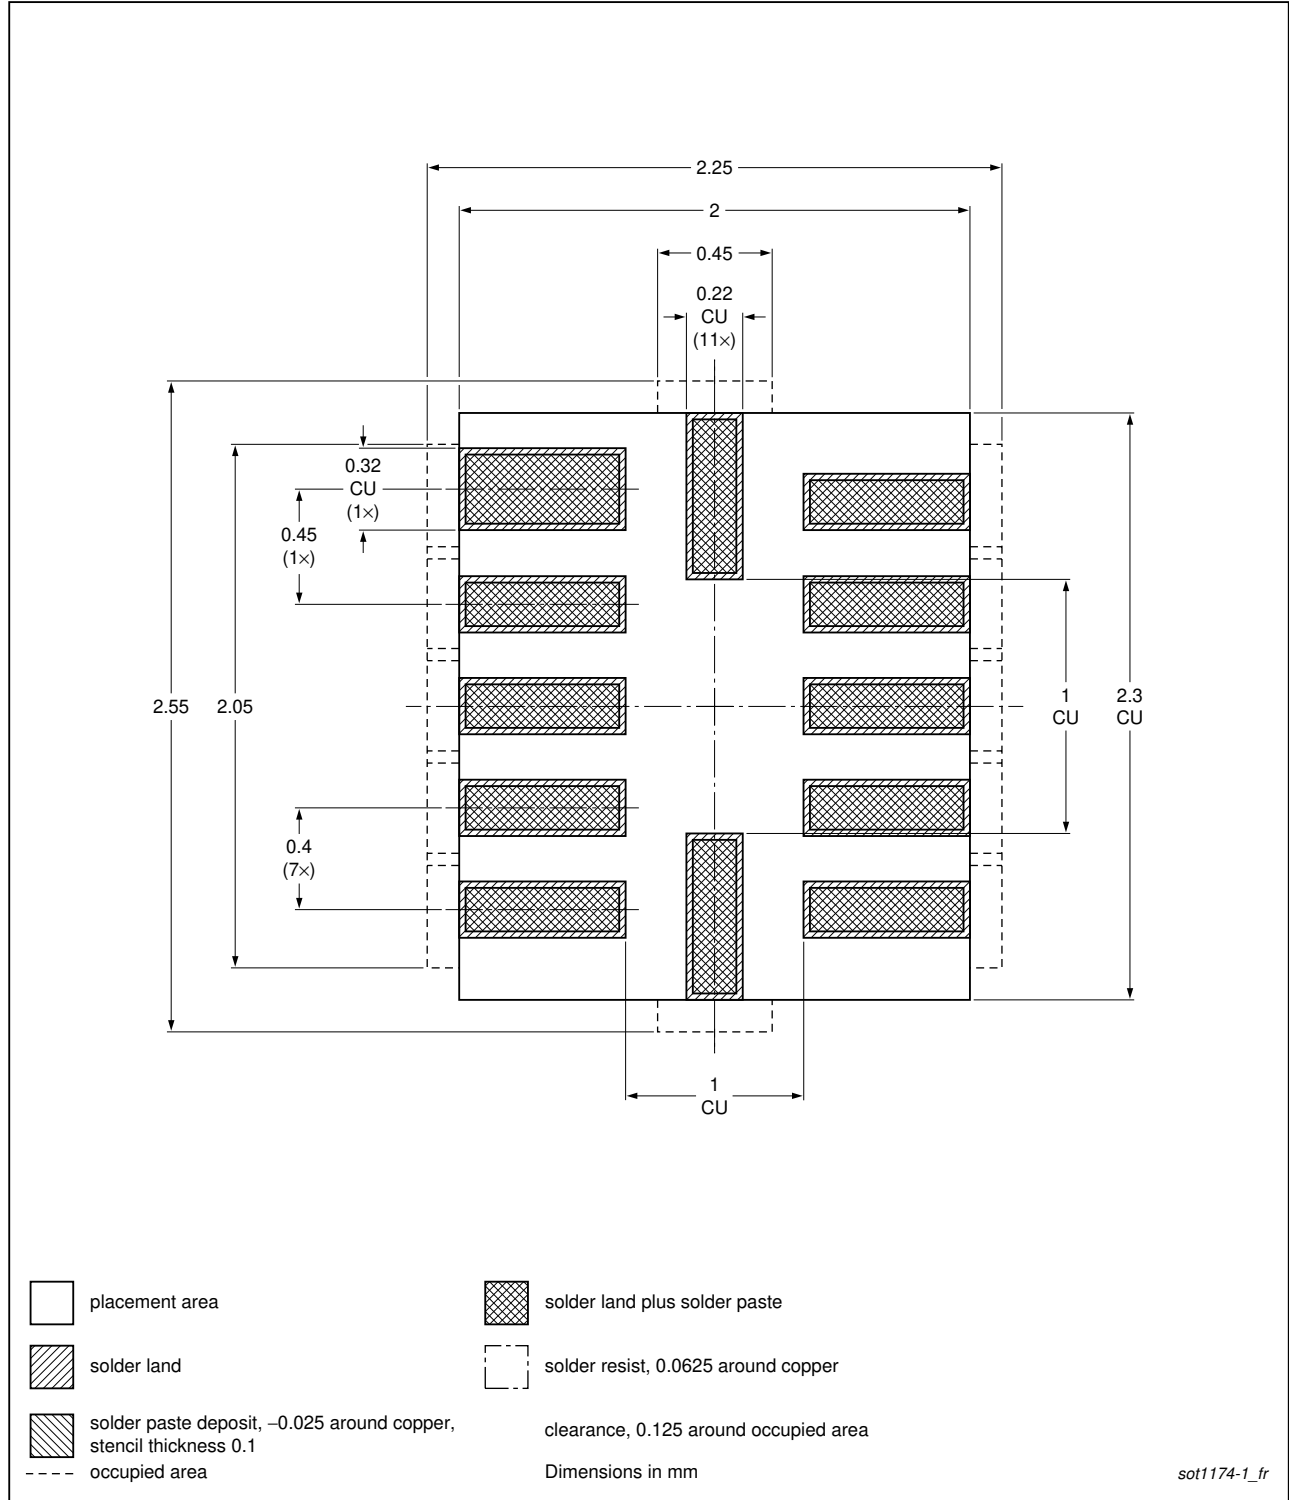 2.25
2
0.45
0.22
CU
(11×)
0.32
CU
(1×)
0.45
(1×)
2.55
2.05
1
CU
2.3
CU
0.4
(7×)
1
CU
placement area
solder land plus solder paste
solder land
solder resist, 0.0625 around copper
solder paste deposit, −0.025 around copper,
stencil thickness 0.1
clearance, 0.125 around occupied area
occupied area
Dimensions in mm
sot1174-1_fr